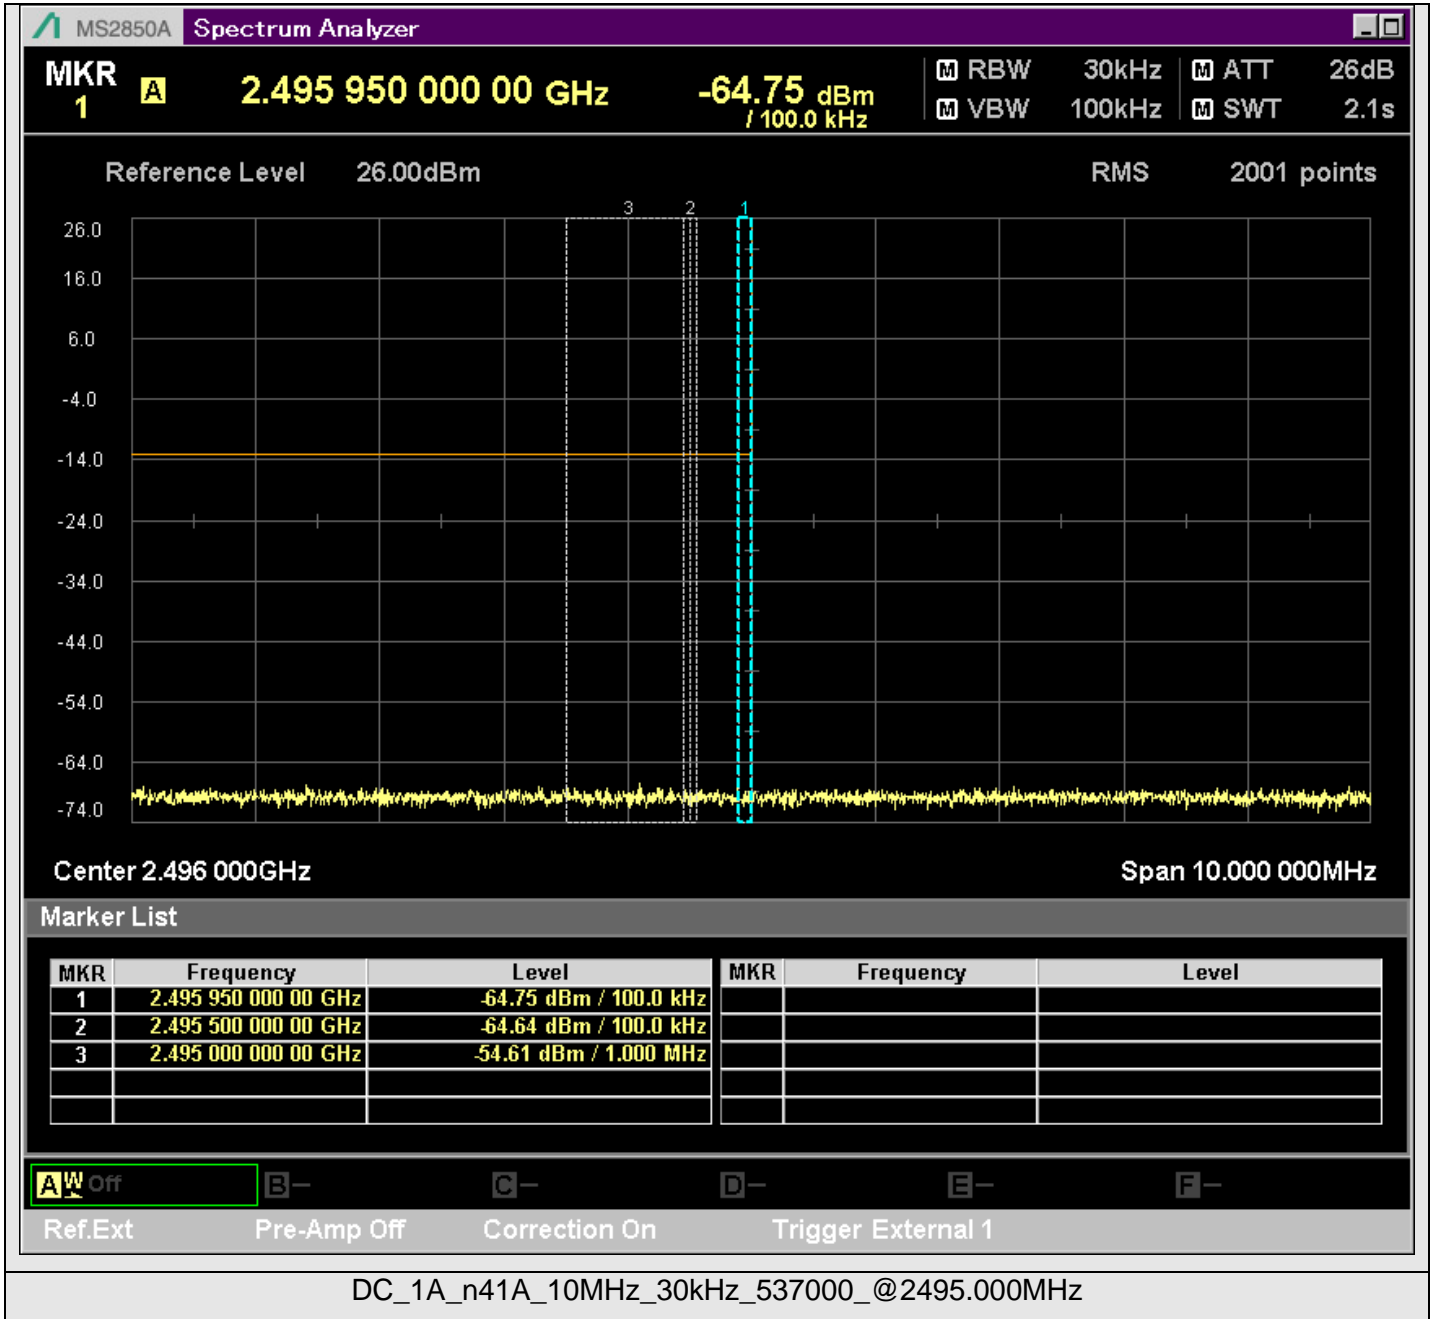 MS2850A Spectrum Analyzer
MKR 1 A 2.495 950 000 00 GHz -64.75 dBm / 100.0 kHz
M RBW 30kHz M ATT 26dB
M VBW 100kHz M SWT 2.1s
Reference Level 26.00dBm RMS 2001 points
3 2 1
26.0
16.0
6.0
-4.0
-14.0
-24.0
-34.0
-44.0
-54.0
-64.0
-74.0
Center 2.496 000GHz Span 10.000 000MHz
Marker List
MKR Frequency Level MKR Frequency Level
1 2.495 950 000 00 GHz -64.75 dBm / 100.0 kHz
2 2.495 500 000 00 GHz -64.64 dBm / 100.0 kHz
3 2.495 000 000 00 GHz -54.61 dBm / 1.000 MHz
A W Off B— C— D— E— F—
Ref.Ext Pre-Amp Off Correction On Trigger External 1
DC_1A_n41A_10MHz_30kHz_537000_@2495.000MHz